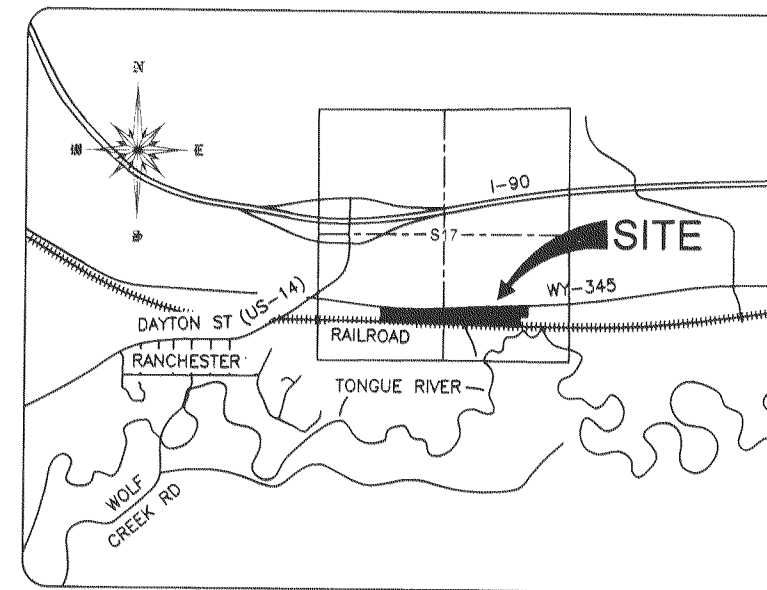 N
W E
S
I-90
S17
SITE
WY-345
DAYTON ST (US-14)
RAILROAD
RANCHESTER
TONGUE RIVER
WOLF
CREEK RD